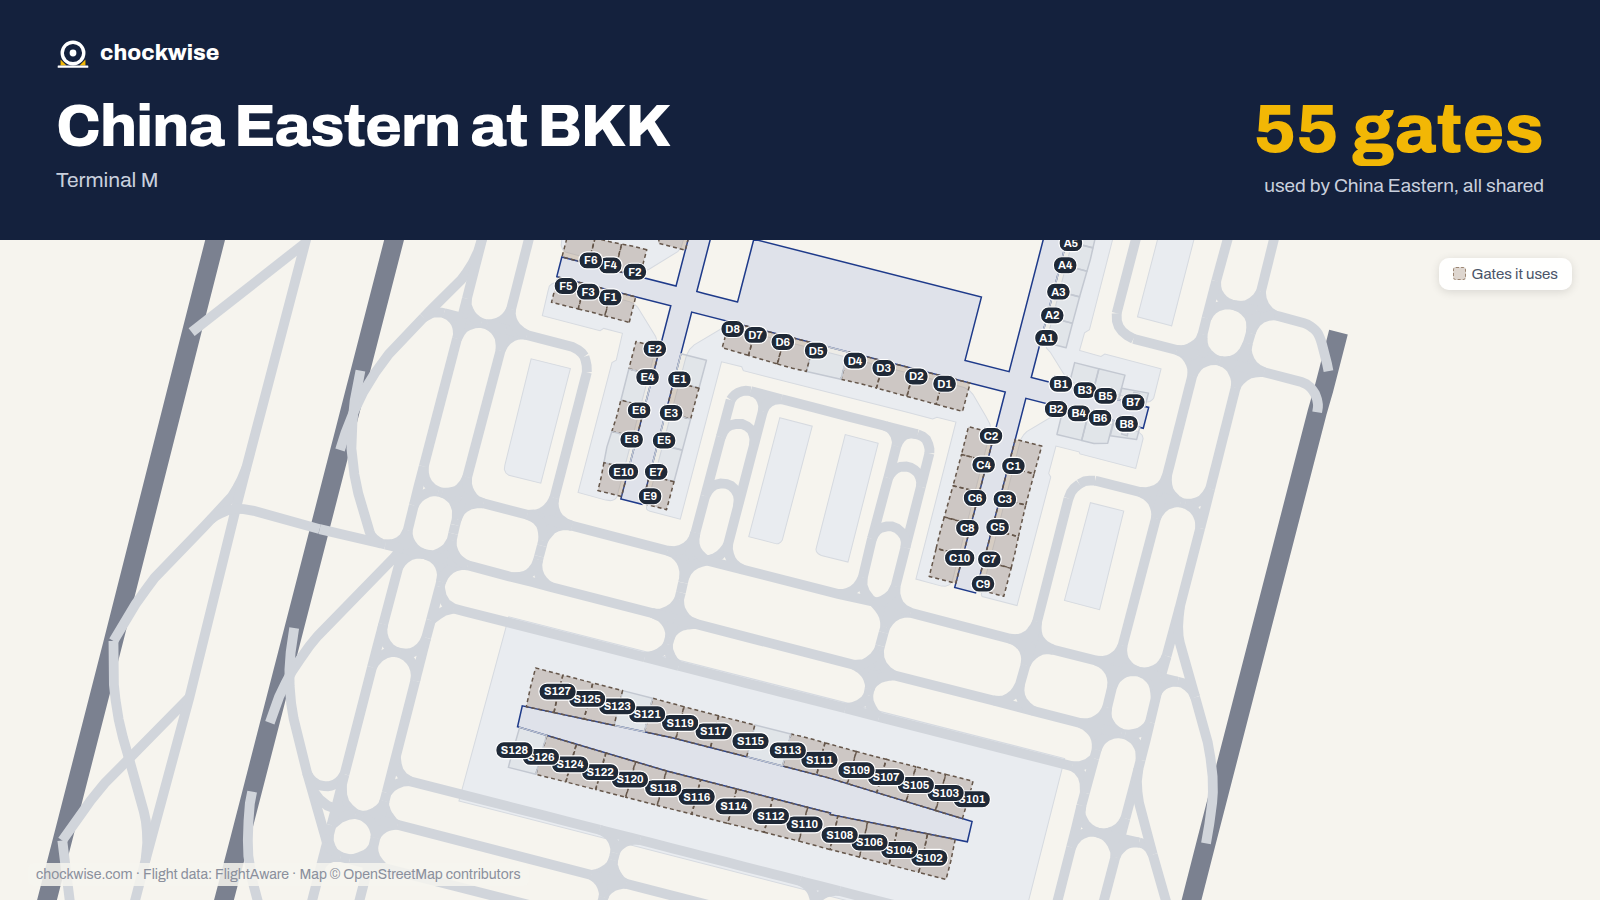 chockwise
China Eastern at BKK
Terminal M
55 gates
used by China Eastern, all shared
Gates it uses
F6
F4
F2
F5
F3
F1
A5
A4
A3
A2
A1
E2
E4
E1
E6
E3
E8
E5
E10
E7
E9
D8
D7
D6
D5
D4
D3
D2
D1
B1
B3
B5
B7
B2
B4
B6
B8
C2
C4
C1
C6
C3
C8
C5
C10
C7
C9
S127
S125
S123
S121
S119
S117
S115
S113
S111
S109
S107
S105
S103
S101
S128
S126
S124
S122
S120
S118
S116
S114
S112
S110
S108
S106
S104
S102
chockwise.com · Flight data: FlightAware · Map © OpenStreetMap contributors